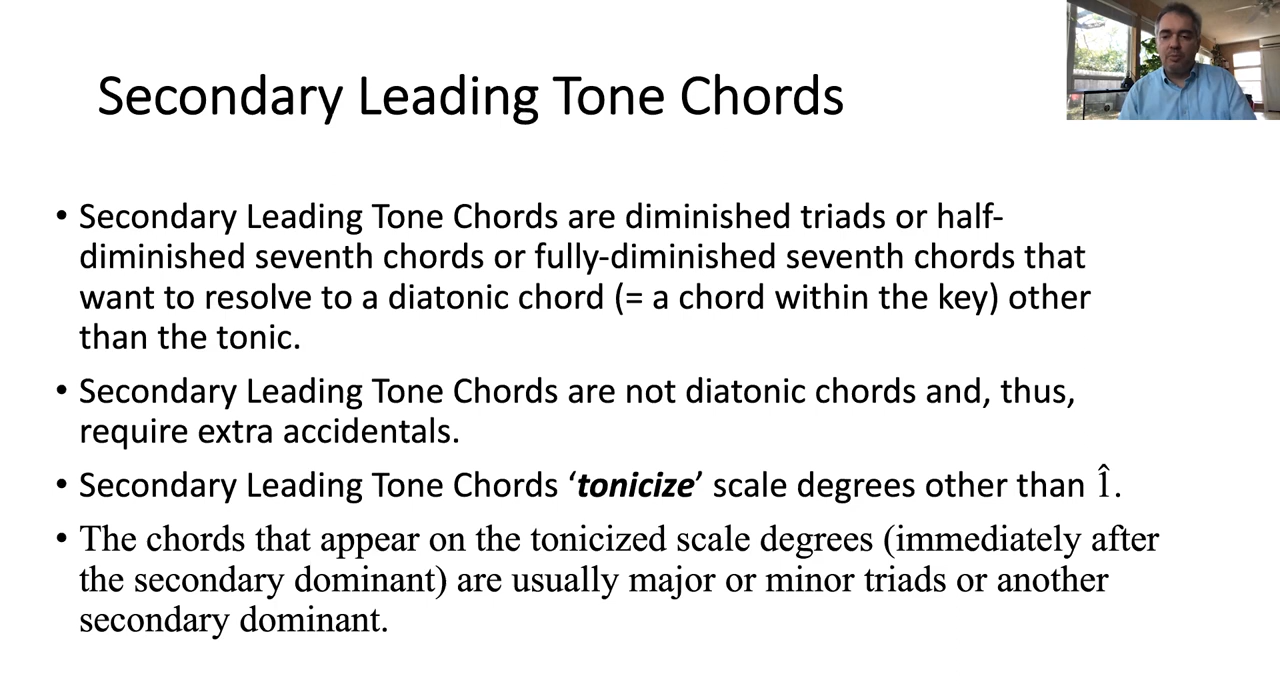 Secondary Leading Tone Chords
• Secondary Leading Tone Chords are diminished triads or half-
diminished seventh chords or fully-diminished seventh chords that
want to resolve to a diatonic chord (= a chord within the key) other
than the tonic.
• Secondary Leading Tone Chords are not diatonic chords and, thus,
require extra accidentals.
• Secondary Leading Tone Chords ‘tonicize’ scale degrees other than 1̂.
• The chords that appear on the tonicized scale degrees (immediately after
the secondary dominant) are usually major or minor triads or another
secondary dominant.